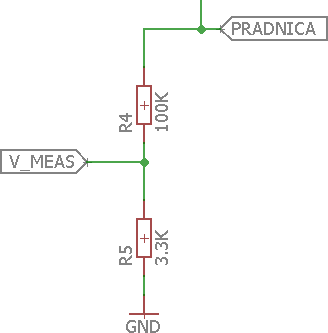 PRADNICA
R4
100K
V_MEAS
R5
3.3K
GND